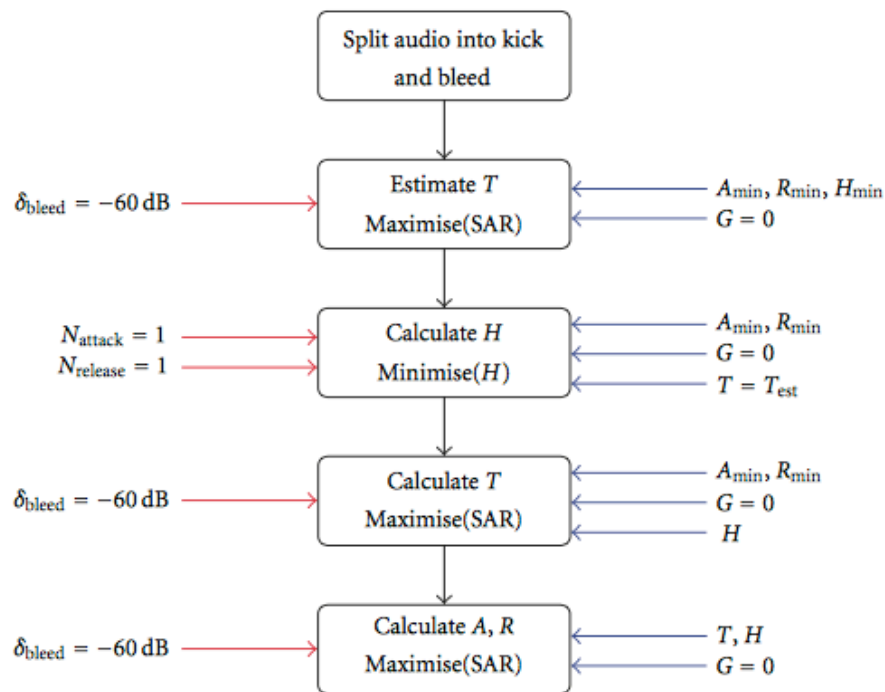 Split audio into kick
and bleed
δbleed = −60 dB
Estimate T
Maximise(SAR)
Amin, Rmin, Hmin
G = 0
Nattack = 1
Nrelease = 1
Calculate H
Minimise(H)
Amin, Rmin
G = 0
T = Test
δbleed = −60 dB
Calculate T
Maximise(SAR)
Amin, Rmin
G = 0
H
δbleed = −60 dB
Calculate A, R
Maximise(SAR)
T, H
G = 0